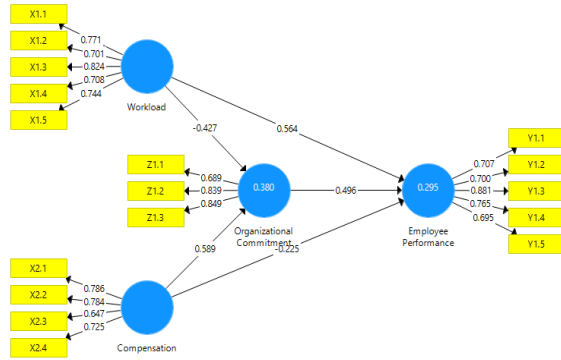 X1.1
X1.2
X1.3
X1.4
X1.5
0.771
0.701
0.824
0.708
0.744
Workload
-0.427
0.564
Z1.1
Z1.2
Z1.3
0.689
0.839
0.849
0.380
Organizational
Commitment
0.496
0.295
Employee
Performance
0.707
0.700
0.881
0.765
0.695
Y1.1
Y1.2
Y1.3
Y1.4
Y1.5
0.589
-0.225
X2.1
X2.2
X2.3
X2.4
0.786
0.784
0.647
0.725
Compensation